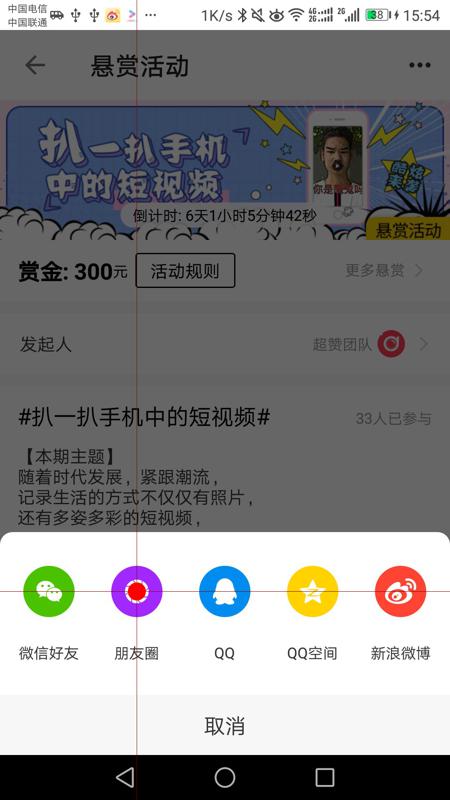 中国电信
中国联通
1K/s
4G
2G
2G
38
15:54
悬赏活动
扒一扒手机
中的短视频
酷炫
来袭
倒计时: 6天1小时5分钟42秒
悬赏活动
赏金: 300元
活动规则
更多悬赏
发起人
超赞团队
#扒一扒手机中的短视频#
33人已参与
【本期主题】
随着时代发展，紧跟潮流，
记录生活的方式不仅仅有照片，
还有多姿多彩的短视频，
微信好友
朋友圈
QQ
QQ空间
新浪微博
取消